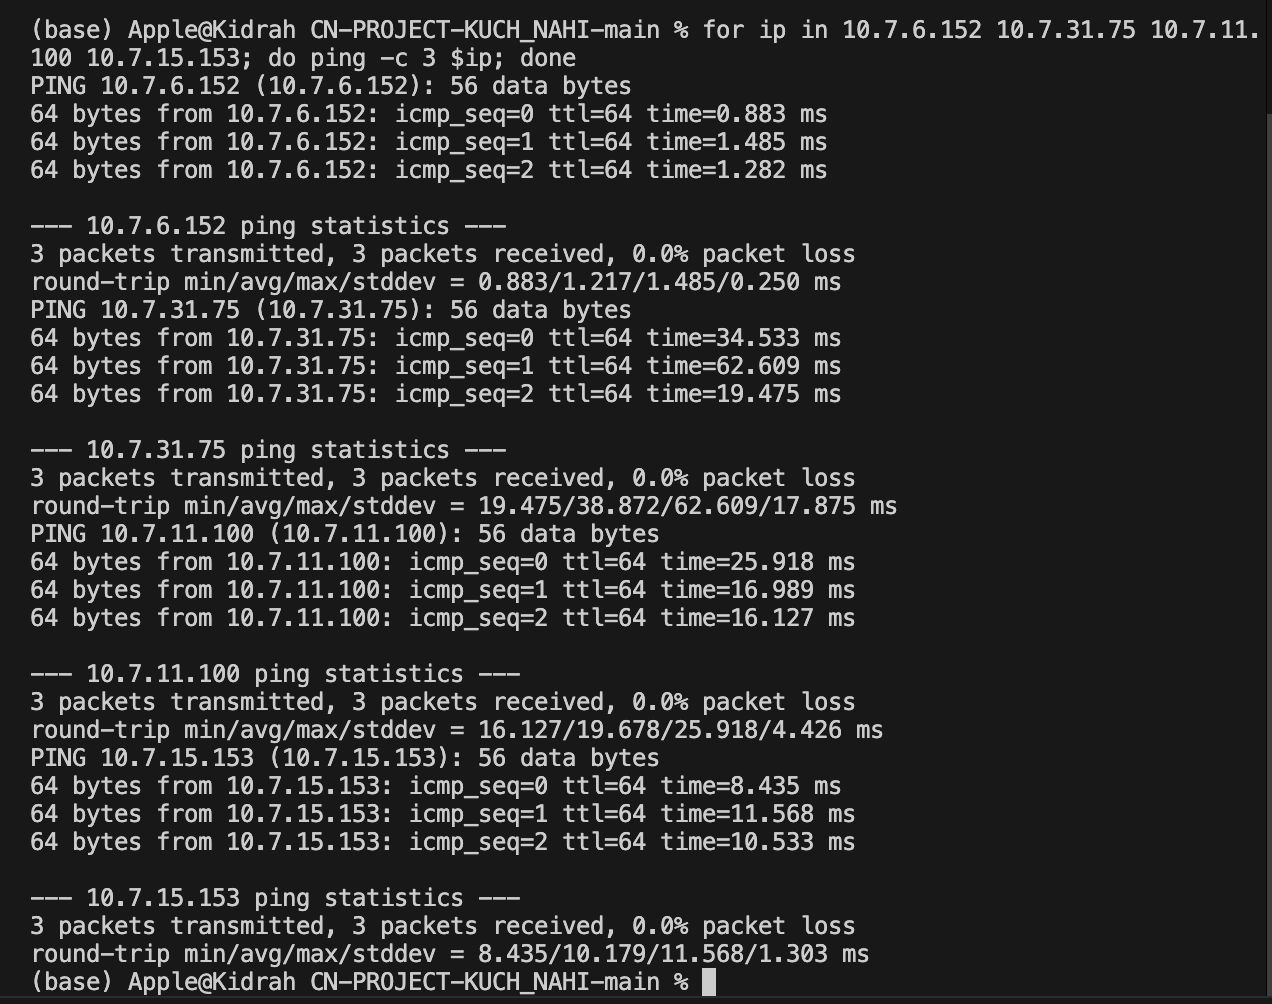 (base) Apple@Kidrah CN-PROJECT-KUCH_NAHI-main % for ip in 10.7.6.152 10.7.31.75 10.7.11.
100 10.7.15.153; do ping -c 3 $ip; done
PING 10.7.6.152 (10.7.6.152): 56 data bytes
64 bytes from 10.7.6.152: icmp_seq=0 ttl=64 time=0.883 ms
64 bytes from 10.7.6.152: icmp_seq=1 ttl=64 time=1.485 ms
64 bytes from 10.7.6.152: icmp_seq=2 ttl=64 time=1.282 ms

--- 10.7.6.152 ping statistics ---
3 packets transmitted, 3 packets received, 0.0% packet loss
round-trip min/avg/max/stddev = 0.883/1.217/1.485/0.250 ms
PING 10.7.31.75 (10.7.31.75): 56 data bytes
64 bytes from 10.7.31.75: icmp_seq=0 ttl=64 time=34.533 ms
64 bytes from 10.7.31.75: icmp_seq=1 ttl=64 time=62.609 ms
64 bytes from 10.7.31.75: icmp_seq=2 ttl=64 time=19.475 ms

--- 10.7.31.75 ping statistics ---
3 packets transmitted, 3 packets received, 0.0% packet loss
round-trip min/avg/max/stddev = 19.475/38.872/62.609/17.875 ms
PING 10.7.11.100 (10.7.11.100): 56 data bytes
64 bytes from 10.7.11.100: icmp_seq=0 ttl=64 time=25.918 ms
64 bytes from 10.7.11.100: icmp_seq=1 ttl=64 time=16.989 ms
64 bytes from 10.7.11.100: icmp_seq=2 ttl=64 time=16.127 ms

--- 10.7.11.100 ping statistics ---
3 packets transmitted, 3 packets received, 0.0% packet loss
round-trip min/avg/max/stddev = 16.127/19.678/25.918/4.426 ms
PING 10.7.15.153 (10.7.15.153): 56 data bytes
64 bytes from 10.7.15.153: icmp_seq=0 ttl=64 time=8.435 ms
64 bytes from 10.7.15.153: icmp_seq=1 ttl=64 time=11.568 ms
64 bytes from 10.7.15.153: icmp_seq=2 ttl=64 time=10.533 ms

--- 10.7.15.153 ping statistics ---
3 packets transmitted, 3 packets received, 0.0% packet loss
round-trip min/avg/max/stddev = 8.435/10.179/11.568/1.303 ms
(base) Apple@Kidrah CN-PROJECT-KUCH_NAHI-main %